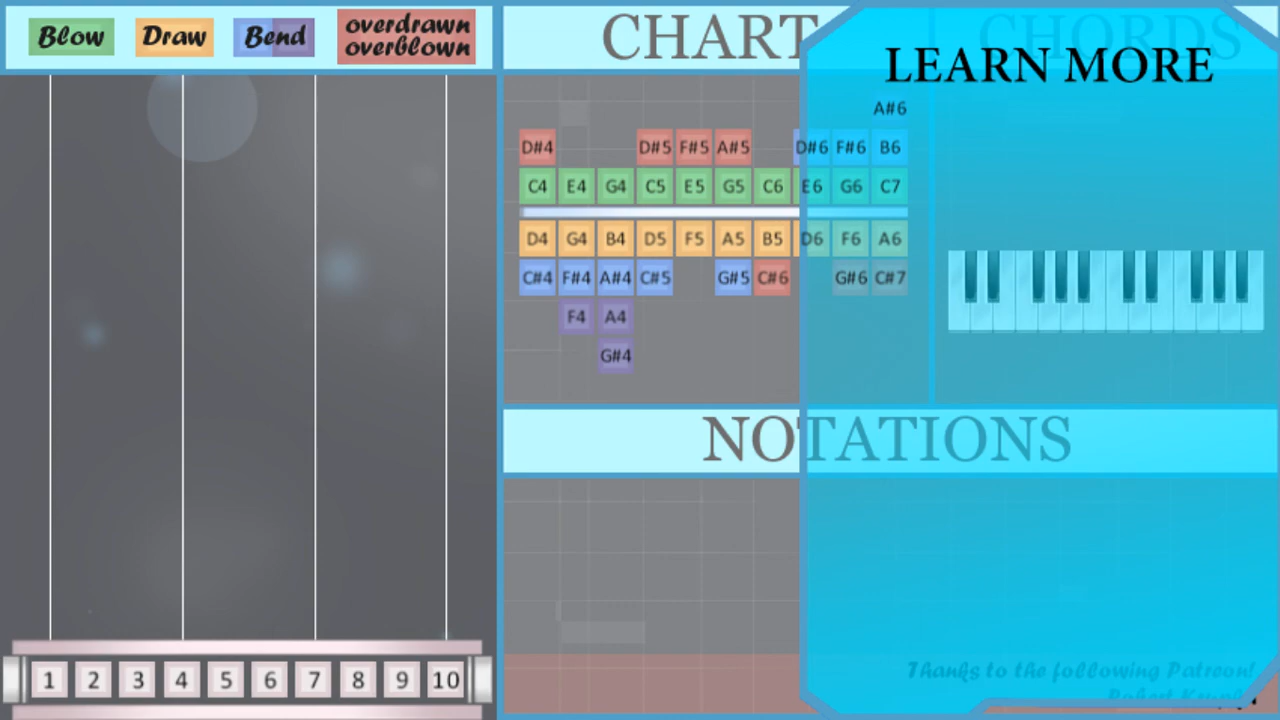 Blow Draw Bend overdrawn
overblown
CHART CHORDS
LEARN MORE
A#6
D#4 D#5 F#5 A#5 D#6 F#6 B6
C4 E4 G4 C5 E5 G5 C6 E6 G6 C7
D4 G4 B4 D5 F5 A5 B5 D6 F6 A6
C#4 F#4 A#4 C#5 G#5 C#6 G#6 C#7
F4 A4
G#4
NOTATIONS
Thanks to the following Patreon!
Robert
1 2 3 4 5 6 7 8 9 10